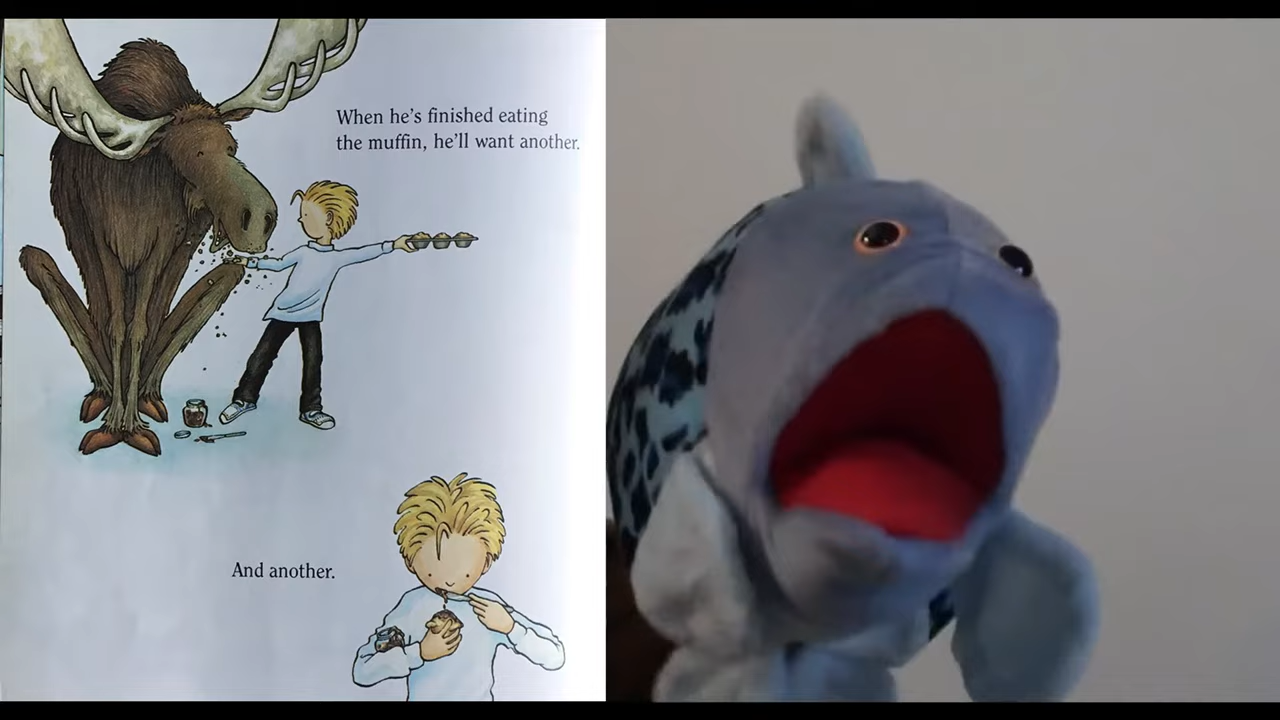 When he's finished eating
the muffin, he'll want another.
And another.